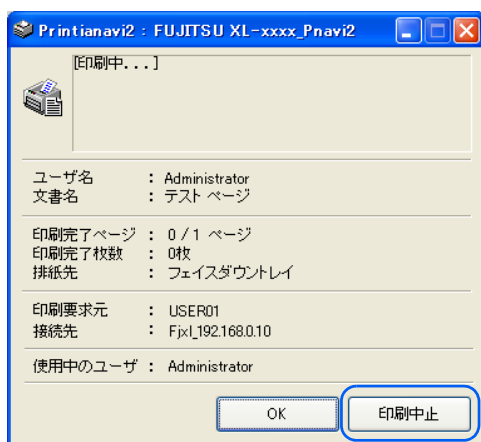 Printianavi2 : FUJITSU XL-xxxx_Pnavi2
[印刷中...]
ユーザ名 : Administrator
文書名 : テスト ページ
印刷完了ページ : 0 / 1 ページ
印刷完了枚数 : 0枚
排紙先 : フェイスダウントレイ
印刷要求元 : USER01
接続先 : Fjxl_192.168.0.10
使用中のユーザ : Administrator
OK 印刷中止